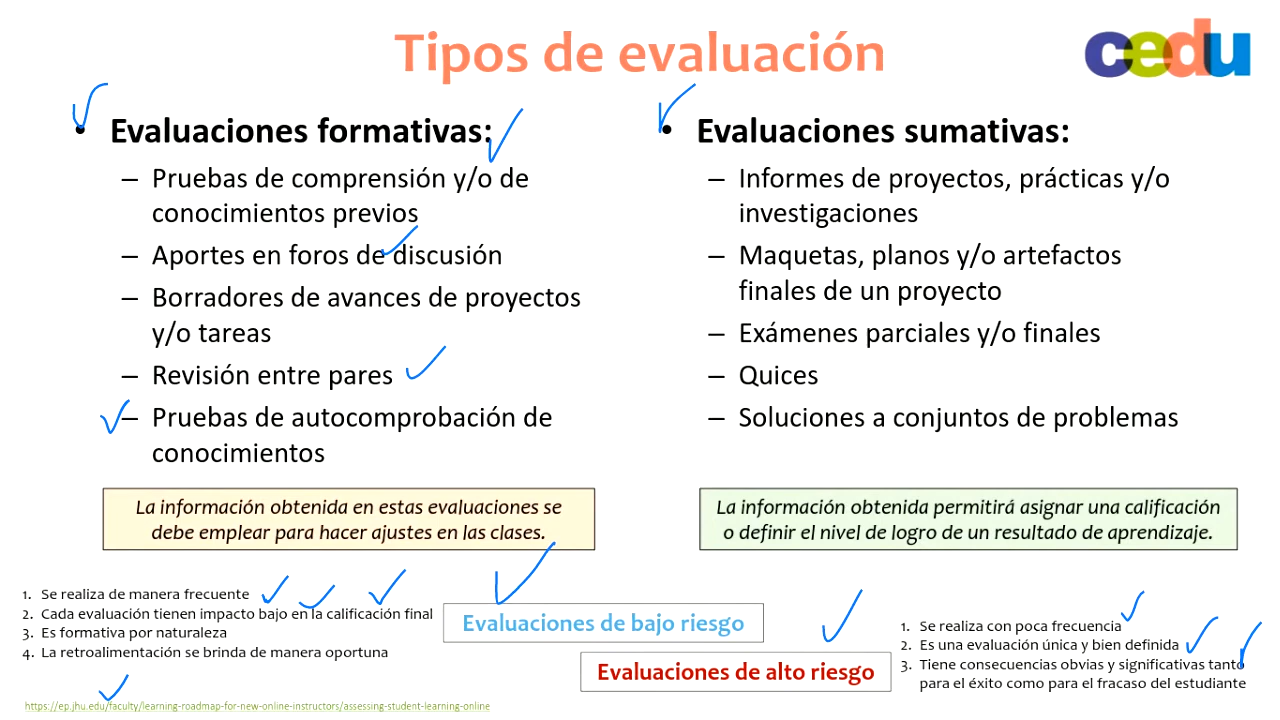 Tipos de evaluación
cedu
• Evaluaciones formativas:
– Pruebas de comprensión y/o de
conocimientos previos
– Aportes en foros de discusión
– Borradores de avances de proyectos
y/o tareas
– Revisión entre pares
– Pruebas de autocomprobación de
conocimientos
La información obtenida en estas evaluaciones se
debe emplear para hacer ajustes en las clases.
• Evaluaciones sumativas:
– Informes de proyectos, prácticas y/o
investigaciones
– Maquetas, planos y/o artefactos
finales de un proyecto
– Exámenes parciales y/o finales
– Quices
– Soluciones a conjuntos de problemas
La información obtenida permitirá asignar una calificación
o definir el nivel de logro de un resultado de aprendizaje.
1. Se realiza de manera frecuente
2. Cada evaluación tienen impacto bajo en la calificación final
3. Es formativa por naturaleza
4. La retroalimentación se brinda de manera oportuna
Evaluaciones de bajo riesgo
Evaluaciones de alto riesgo
1. Se realiza con poca frecuencia
2. Es una evaluación única y bien definida
3. Tiene consecuencias obvias y significativas tanto
para el éxito como para el fracaso del estudiante
https://ep.jhu.edu/faculty/learning-roadmap-for-new-online-instructors/assessing-student-learning-online